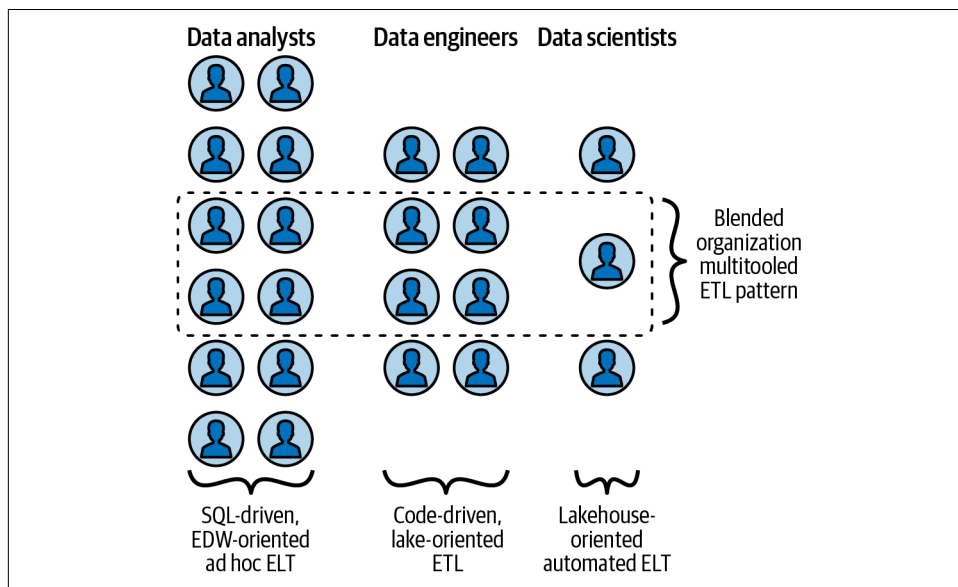 Data analysts
Data engineers
Data scientists
Blended
organization
multitooled
ETL pattern
SQL-driven,
EDW-oriented
ad hoc ELT
Code-driven,
lake-oriented
ETL
Lakehouse-
oriented
automated ELT